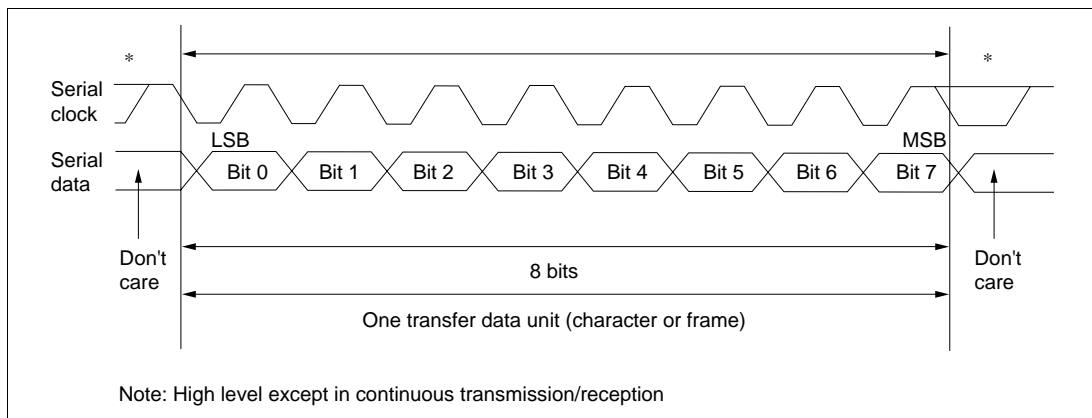 * *
Serial
clock
LSB MSB
Serial
data
Bit 0 Bit 1 Bit 2 Bit 3 Bit 4 Bit 5 Bit 6 Bit 7
Don't
care
8 bits
Don't
care
One transfer data unit (character or frame)
Note: High level except in continuous transmission/reception